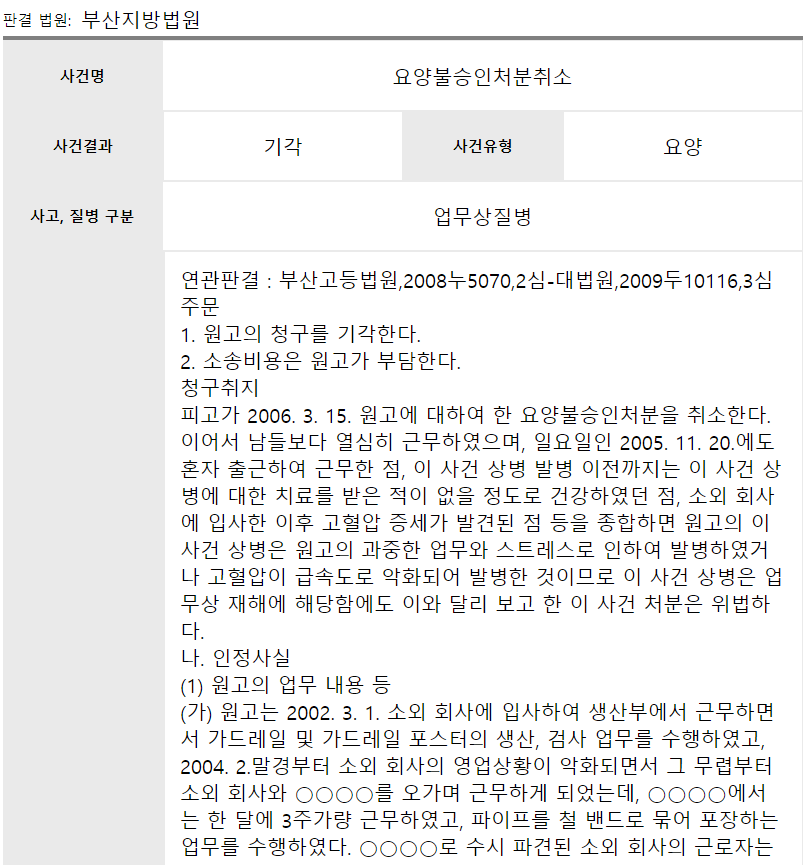 판결 법원: 부산지방법원
사건명 요양불승인처분취소
사건결과 기각 사건유형 요양
사고, 질병 구분 업무상질병
연관판결 : 부산고등법원,2008누5070,2심-대법원,2009두10116,3심
주문
1. 원고의 청구를 기각한다.
2. 소송비용은 원고가 부담한다.
청구취지
피고가 2006. 3. 15. 원고에 대하여 한 요양불승인처분을 취소한다.
이어서 남들보다 열심히 근무하였으며, 일요일인 2005. 11. 20.에도
혼자 출근하여 근무한 점, 이 사건 상병 발병 이전까지는 이 사건 상
병에 대한 치료를 받은 적이 없을 정도로 건강하였던 점, 소외 회사
에 입사한 이후 고혈압 증세가 발견된 점 등을 종합하면 원고의 이
사건 상병은 원고의 과중한 업무와 스트레스로 인하여 발병하였거
나 고혈압이 급속도로 악화되어 발병한 것이므로 이 사건 상병은 업
무상 재해에 해당함에도 이와 달리 보고 한 이 사건 처분은 위법하
다.
나. 인정사실
(1) 원고의 업무 내용 등
(가) 원고는 2002. 3. 1. 소외 회사에 입사하여 생산부에서 근무하면
서 가드레일 및 가드레일 포스터의 생산, 검사 업무를 수행하였고,
2004. 2.말경부터 소외 회사의 영업상황이 악화되면서 그 무렵부터
소외 회사와 ○○○○를 오가며 근무하게 되었는데, ○○○○에서
는 한 달에 3주가량 근무하였고, 파이프를 철 밴드로 묶어 포장하는
업무를 수행하였다. ○○○○로 수시 파견된 소외 회사의 근로자는